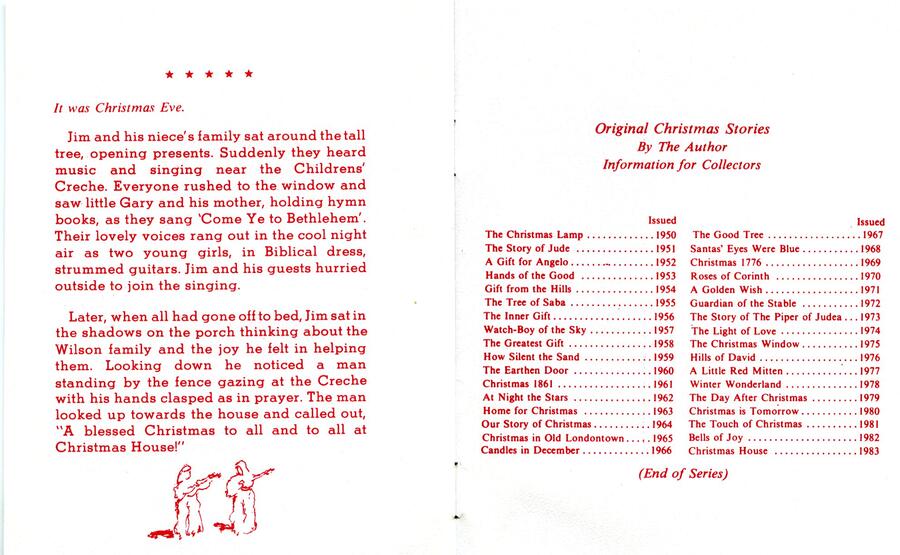 ★ ★ ★ ★ ★
It was Christmas Eve.
Jim and his niece's family sat around the tall
tree, opening presents. Suddenly they heard
music and singing near the Childrens'
Creche. Everyone rushed to the window and
saw little Gary and his mother, holding hymn
books, as they sang 'Come Ye to Bethlehem'.
Their lovely voices rang out in the cool night
air as two young girls, in Biblical dress,
strummed guitars. Jim and his guests hurried
outside to join the singing.
Later, when all had gone off to bed, Jim sat in
the shadows on the porch thinking about the
Wilson family and the joy he felt in helping
them. Looking down he noticed a man
standing by the fence gazing at the Creche
with his hands clasped as in prayer. The man
looked up towards the house and called out,
"A blessed Christmas to all and to all at
Christmas House!"
Original Christmas Stories
By The Author
Information for Collectors
Issued
The Christmas Lamp .............1950
The Story of Jude ................1951
A Gift for Angelo................1952
Hands of the Good ..............1953
Gift from the Hills ...............1954
The Tree of Saba ................1955
The Inner Gift...................1956
Watch-Boy of the Sky ............1957
The Greatest Gift ................1958
How Silent the Sand .............1959
The Earthen Door ...............1960
Christmas 1861 ..................1961
At Night the Stars ...............1962
Home for Christmas .............1963
Our Story of Christmas...........1964
Christmas in Old Londontown.....1965
Candles in December .............1966
Issued
The Good Tree ..................1967
Santas' Eyes Were Blue ...........1968
Christmas 1776 ..................1969
Roses of Corinth ................1970
A Golden Wish ..................1971
Guardian of the Stable ...........1972
The Story of The Piper of Judea ...1973
The Light of Love ...............1974
The Christmas Window...........1975
Hills of David ...................1976
A Little Red Mitten ..............1977
Winter Wonderland ..............1978
The Day After Christmas .........1979
Christmas is Tomorrow...........1980
The Touch of Christmas ..........1981
Bells of Joy .....................1982
Christmas House ................1983
(End of Series)